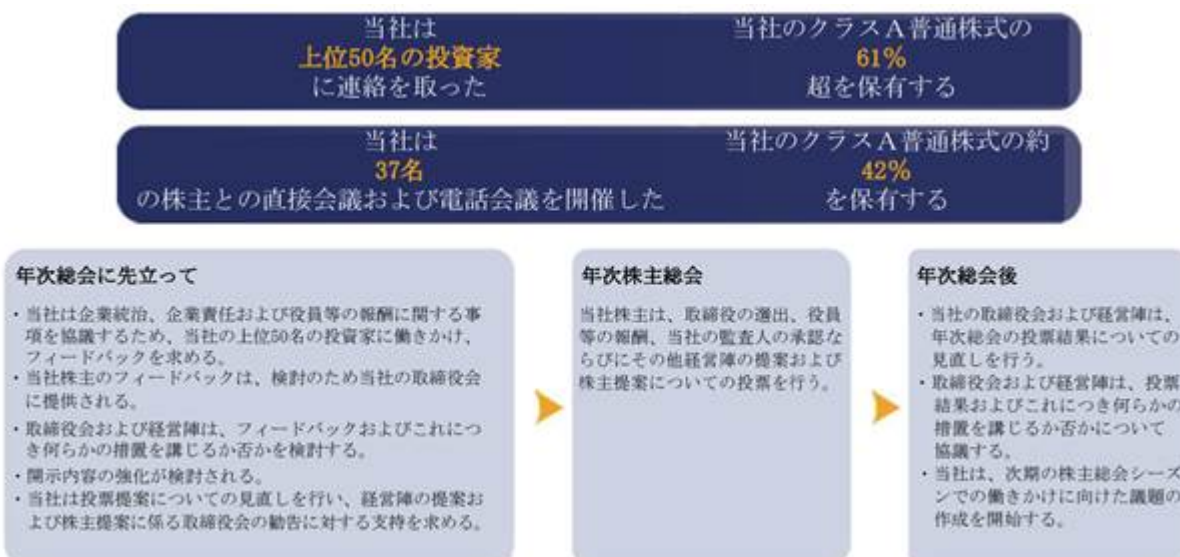 当社は
上位50名の投資家
に連絡を取った
当社のクラスA普通株式の
61%
超を保有する
当社は
37名
の株主との直接会議および電話会議を開催した
当社のクラスA普通株式の約
42%
を保有する
年次総会に先立って
・当社は企業統治、企業責任および役員等の報酬に関する事
項を協議するため、当社の上位50名の投資家に働きかけ、
フィードバックを求める。
・当社株主のフィードバックは、検討のため当社の取締役会
に提供される。
・取締役会および経営陣は、フィードバックおよびこれにつ
き何らかの措置を講じるか否かを検討する。
・開示内容の強化が検討される。
・当社は投票提案についての見直しを行い、経営陣の提案お
よび株主提案に係る取締役会の勧告に対する支持を求める。
年次株主総会
当社株主は、取締役の選出、役員
等の報酬、当社の監査人の承認な
らびにその他経営陣の提案および
株主提案についての投票を行う。
年次総会後
・当社の取締役会および経営陣は、
年次総会の投票結果についての
見直しを行う。
・取締役会および経営陣は、投票
結果およびこれにつき何らかの
措置を講じるか否かについて
協議する。
・当社は、次期の株主総会シーズ
ンでの働きかけに向けた議題の
作成を開始する。